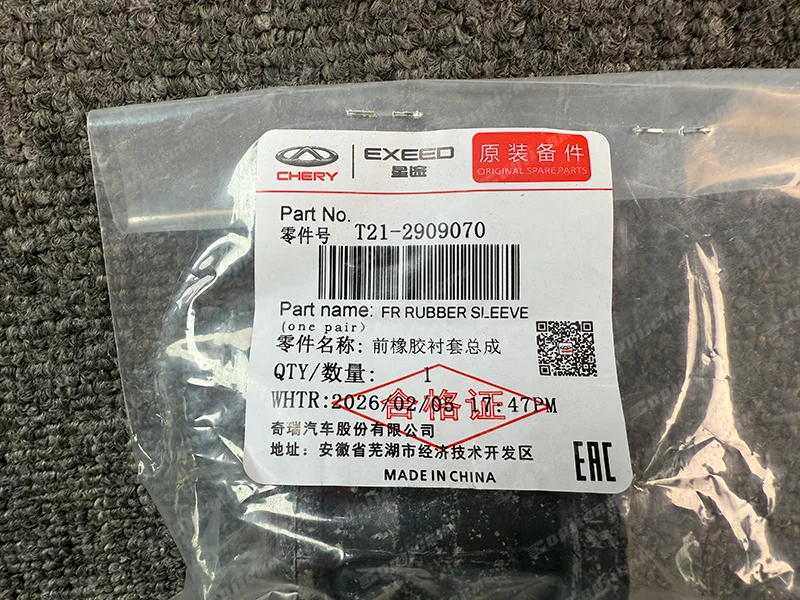 CHERY
EXEED
星途
原装备件
ORIGINAL SPARE PARTS
Part No.
零件号 T21-2909070
Part name: FR RUBBER SLEEVE
(one pair)
零件名称: 前橡胶衬套总成
QTY/数量: 1
合格证
WHTR:2026/02/05 17:47PM
奇瑞汽车股份有限公司
地址: 安徽省芜湖市经济技术开发区
MADE IN CHINA
EAC